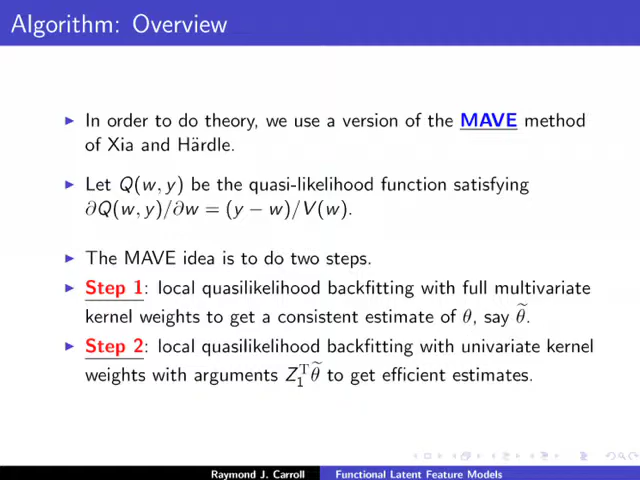 Algorithm: Overview
In order to do theory, we use a version of the MAVE method
of Xia and Härdle.
Let Q(w, y) be the quasi-likelihood function satisfying
∂Q(w, y)/∂w = (y − w)/V(w).
The MAVE idea is to do two steps.
Step 1: local quasilikelihood backfitting with full multivariate
kernel weights to get a consistent estimate of θ, say θ̃.
Step 2: local quasilikelihood backfitting with univariate kernel
weights with arguments Z₁ᵀθ̃ to get efficient estimates.
Raymond J. Carroll Functional Latent Feature Models